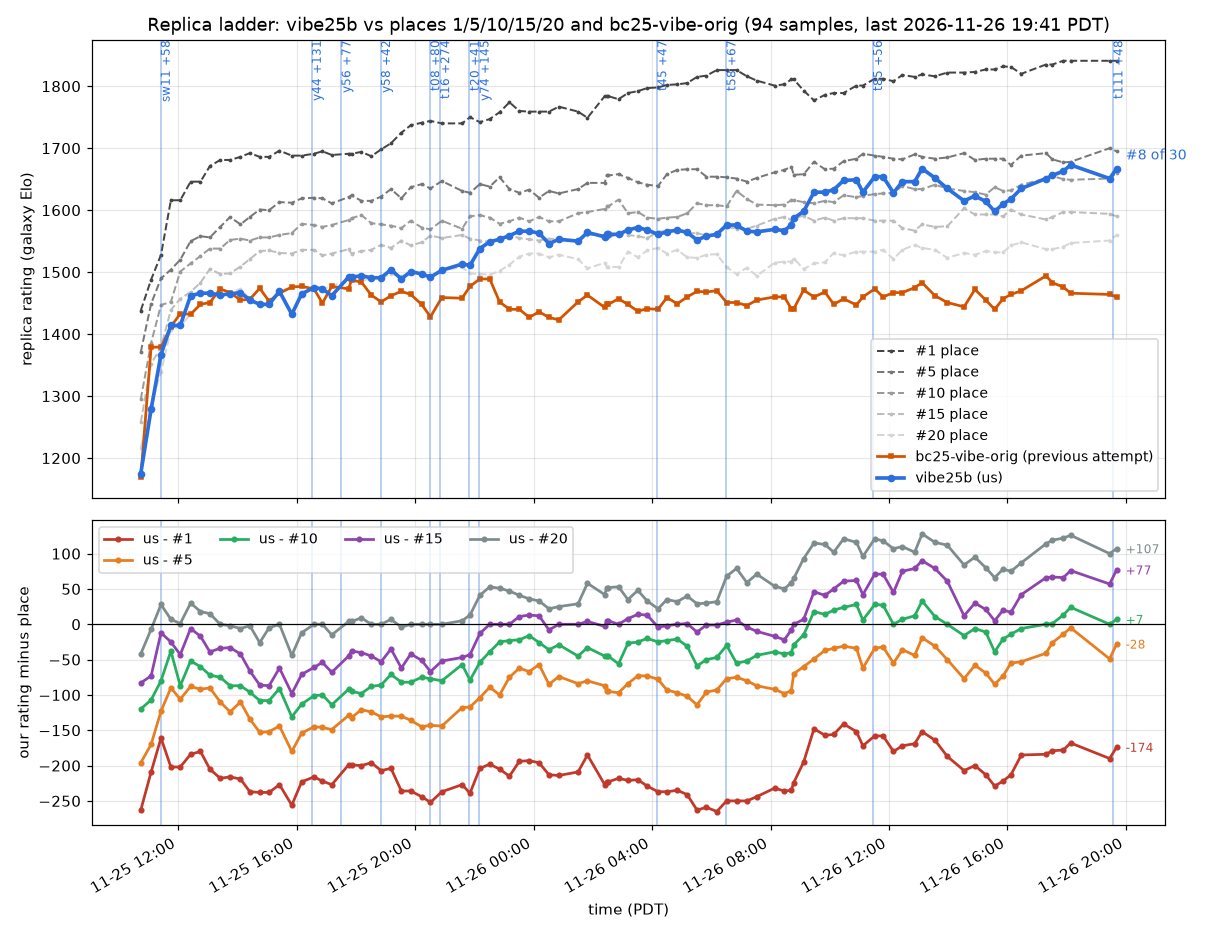 Replica ladder: vibe25b vs places 1/5/10/15/20 and bc25-vibe-orig (94 samples, last 2026-11-26 19:41 PDT)
replica rating (galaxy Elo)
1800
1700
1600
1500
1400
1300
1200
sw11 +58
y44 +131
y56 +77
y58 +42
t08 +80
t16 +274
t20 +41
y74 +145
t45 +47
t58 +67
t85 +56
t111 +48
#8 of 30
#1 place
#5 place
#10 place
#15 place
#20 place
bc25-vibe-orig (previous attempt)
vibe25b (us)
our rating minus place
100
50
0
−50
−100
−150
−200
−250
us - #1
us - #5
us - #10
us - #15
us - #20
+107
+77
+7
-28
-174
11-25 12:00
11-25 16:00
11-25 20:00
11-26 00:00
11-26 04:00
11-26 08:00
11-26 12:00
11-26 16:00
11-26 20:00
time (PDT)